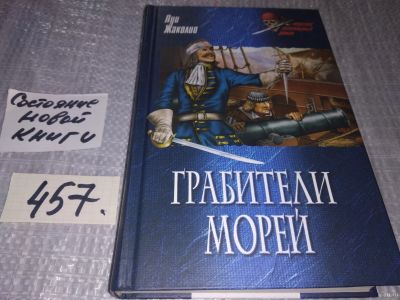 Луи
Жаколио
ГРАБИТЕЛИ
МОРЕЙ
Состояние
новой
книги
457.